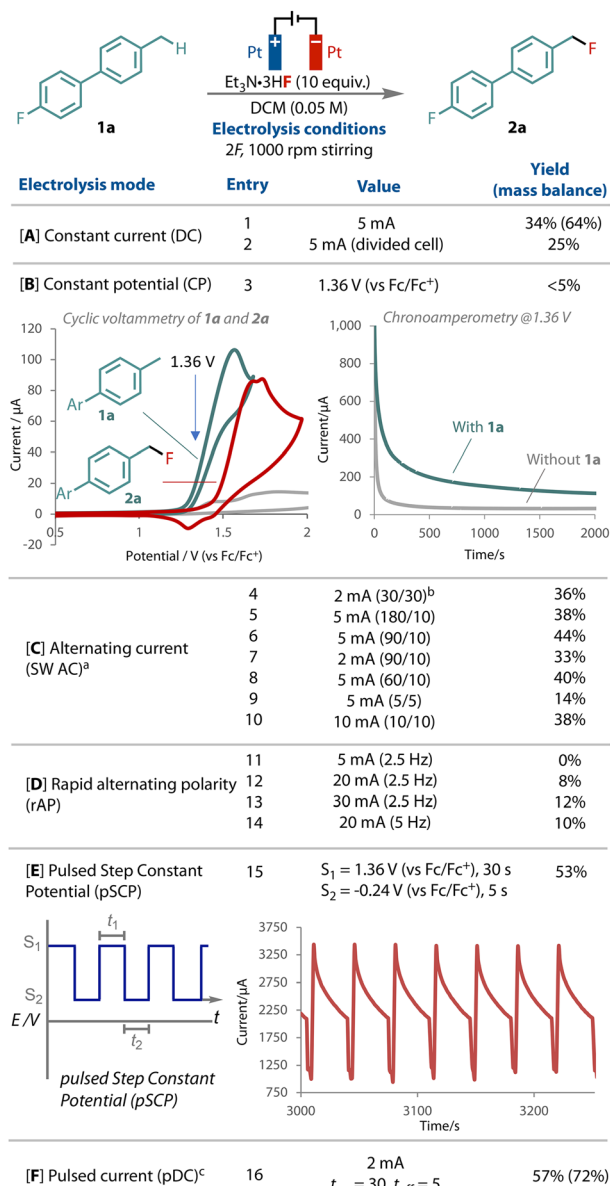 H
Pt
+
−
Pt
F
Et₃N•3HF (10 equiv.)
DCM (0.05 M)
F
1a
Electrolysis conditions
F
2a
2F, 1000 rpm stirring
Electrolysis mode Entry Value Yield
(mass balance)
[A] Constant current (DC)
1 5 mA 34% (64%)
2 5 mA (divided cell) 25%
[B] Constant potential (CP) 3 1.36 V (vs Fc/Fc⁺) <5%
Cyclic voltammetry of 1a and 2a
120
100
80
60
40
20
0
-20
Current / µA
0.5 1 1.5 2
Potential / V (vs Fc/Fc⁺)
1.36 V
Ar
1a
F
Ar
2a
Chronoamperometry @1.36 V
1,000
800
600
400
200
0
Current/µA
With 1a
Without 1a
0 500 1000 1500 2000
Time/s
[C] Alternating current
(SW AC)ᵃ
4 2 mA (30/30)ᵇ 36%
5 5 mA (180/10) 38%
6 5 mA (90/10) 44%
7 2 mA (90/10) 33%
8 5 mA (60/10) 40%
9 5 mA (5/5) 14%
10 10 mA (10/10) 38%
[D] Rapid alternating polarity
(rAP)
11 5 mA (2.5 Hz) 0%
12 20 mA (2.5 Hz) 8%
13 30 mA (2.5 Hz) 12%
14 20 mA (5 Hz) 10%
[E] Pulsed Step Constant
Potential (pSCP)
15 S₁ = 1.36 V (vs Fc/Fc⁺), 30 s 53%
S₂ = -0.24 V (vs Fc/Fc⁺), 5 s
t₁
S₁
S₂
E /V
t
t₂
pulsed Step Constant
Potential (pSCP)
3750
3250
2750
2250
1750
1250
750
Current/µA
3000 3100 3200
Time/s
[F] Pulsed current (pDC)ᶜ 16 2 mA 57% (72%)
= 30, t = 5